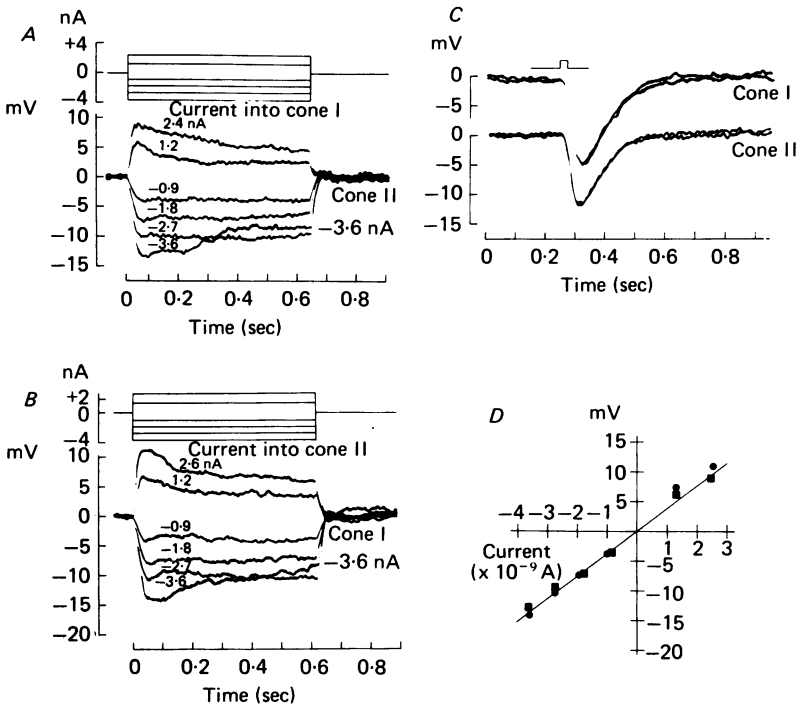 A
nA
+4
0
−4
Current into cone I
mV
10
5
0
−5
−10
−15
2·4 nA
1·2
−0·9
−1·8
−2·7
−3·6
Cone II
−3·6 nA
0 0·2 0·4 0·6 0·8
Time (sec)
B
nA
+2
0
−4
Current into cone II
mV
10
5
0
−5
−10
−15
−20
2·6 nA
1·2
−0·9
−1·8
−2·7
−3·6
Cone I
−3·6 nA
0 0·2 0·4 0·6 0·8
Time (sec)
C
mV
0
−5
Cone I
0
−5
−10
−15
Cone II
0 0·2 0·4 0·6 0·8
Time (sec)
D
mV
15
10
5
−4 −3 −2 −1
1 2 3
Current
(x 10⁻⁹ A)
−5
−10
−15
−20